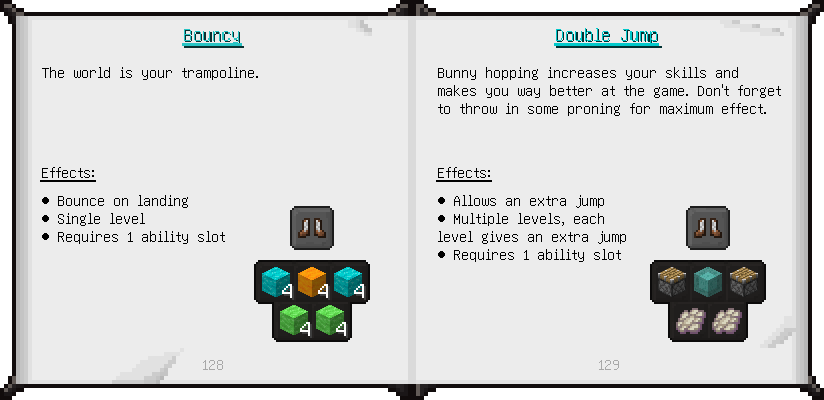 Bouncy
The world is your trampoline.
Effects:
● Bounce on landing
● Single level
● Requires 1 ability slot
4
4
4
4
4
128
Double Jump
Bunny hopping increases your skills and
makes you way better at the game. Don't forget
to throw in some proning for maximum effect.
Effects:
● Allows an extra jump
● Multiple levels, each
level gives an extra jump
● Requires 1 ability slot
129